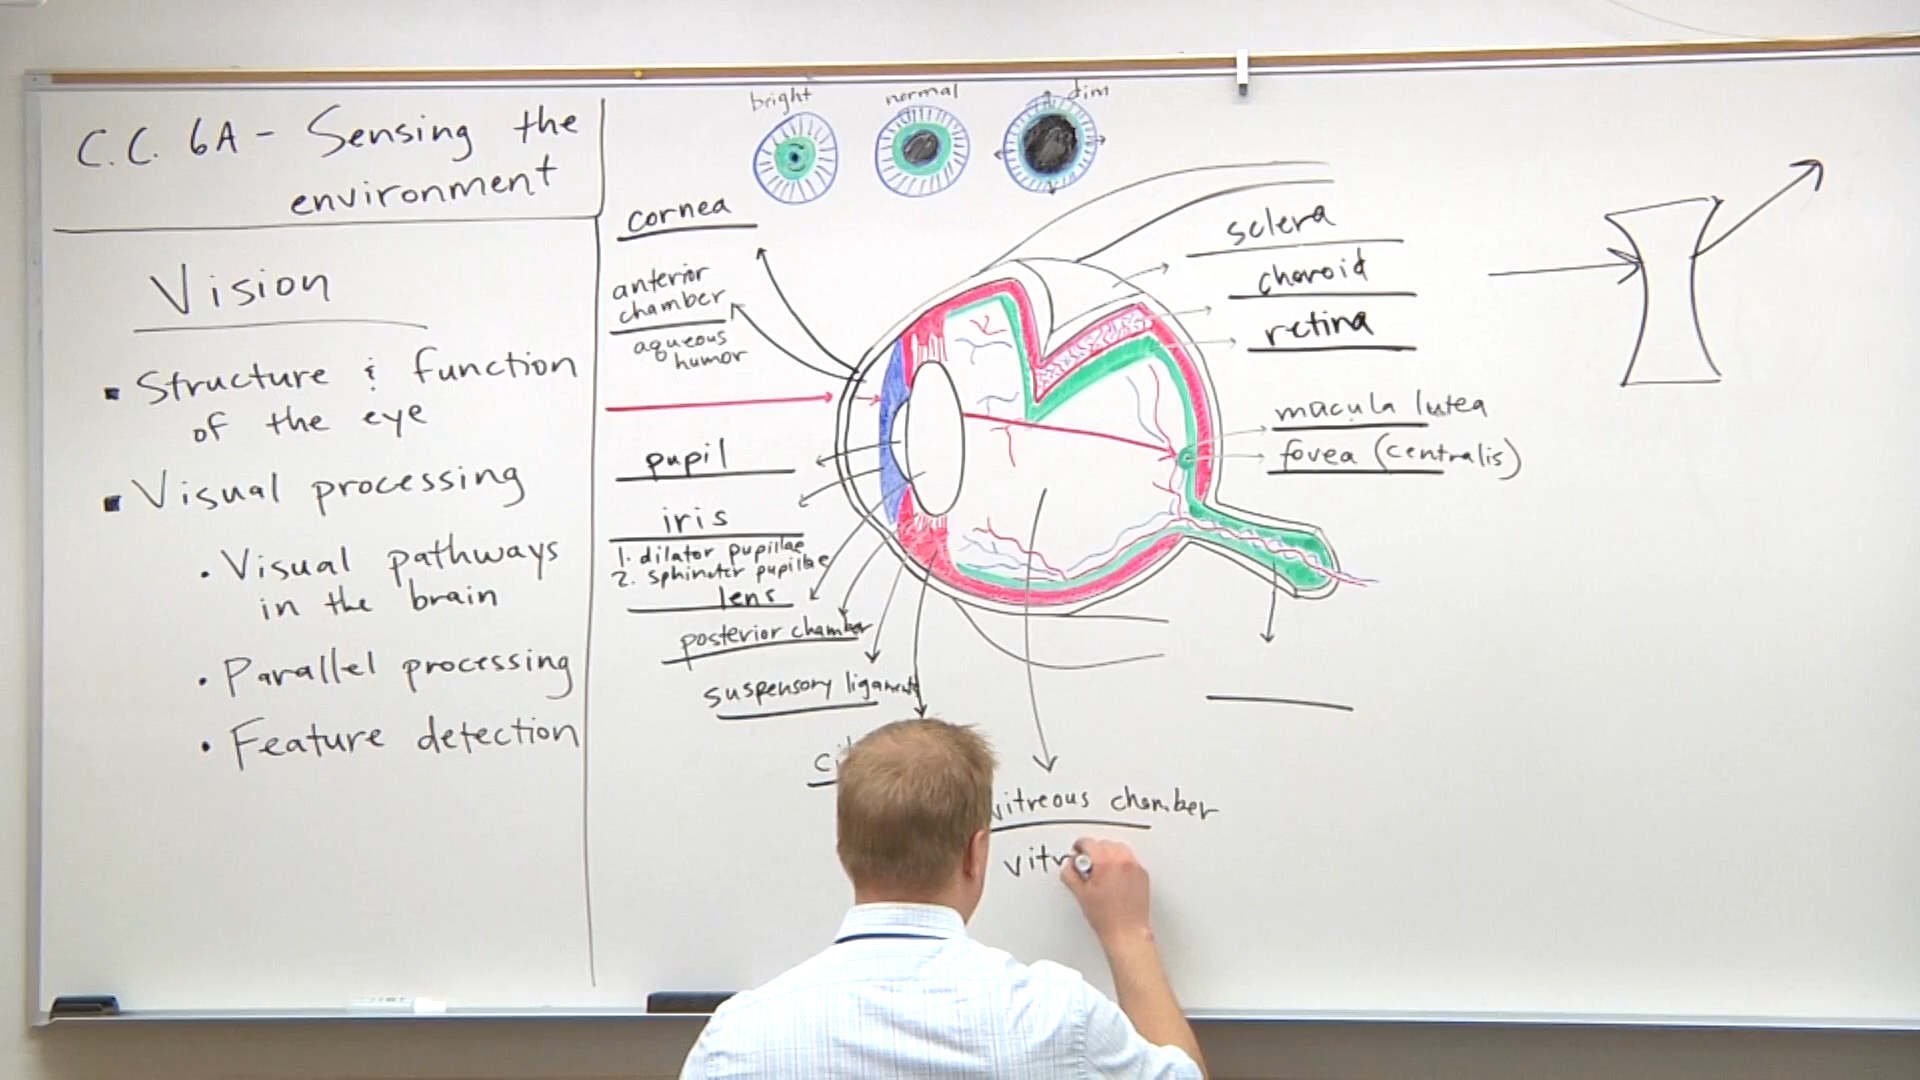 C.C. 6A - Sensing the
environment
Vision
▪ Structure & function
of the eye
▪ Visual processing
• Visual pathways
in the brain
• Parallel processing
• Feature detection
bright
normal
dim
cornea
anterior
chamber
aqueous
humor
pupil
iris
1. dilator pupillae
2. sphincter pupillae
lens
posterior chamber
suspensory ligaments
vitreous chamber
vitr
sclera
choroid
retina
macula lutea
fovea (centralis)